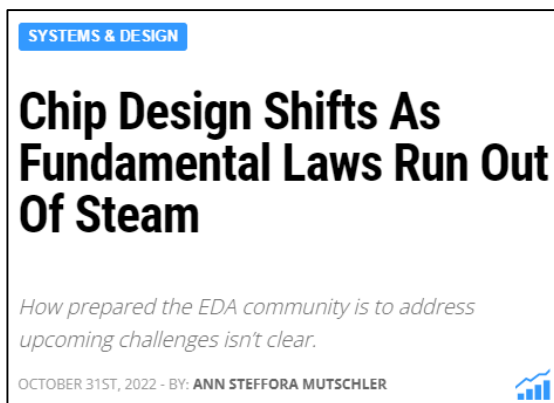 SYSTEMS & DESIGN
Chip Design Shifts As
Fundamental Laws Run Out
Of Steam
How prepared the EDA community is to address
upcoming challenges isn't clear.
OCTOBER 31ST, 2022 - BY: ANN STEFFORA MUTSCHLER